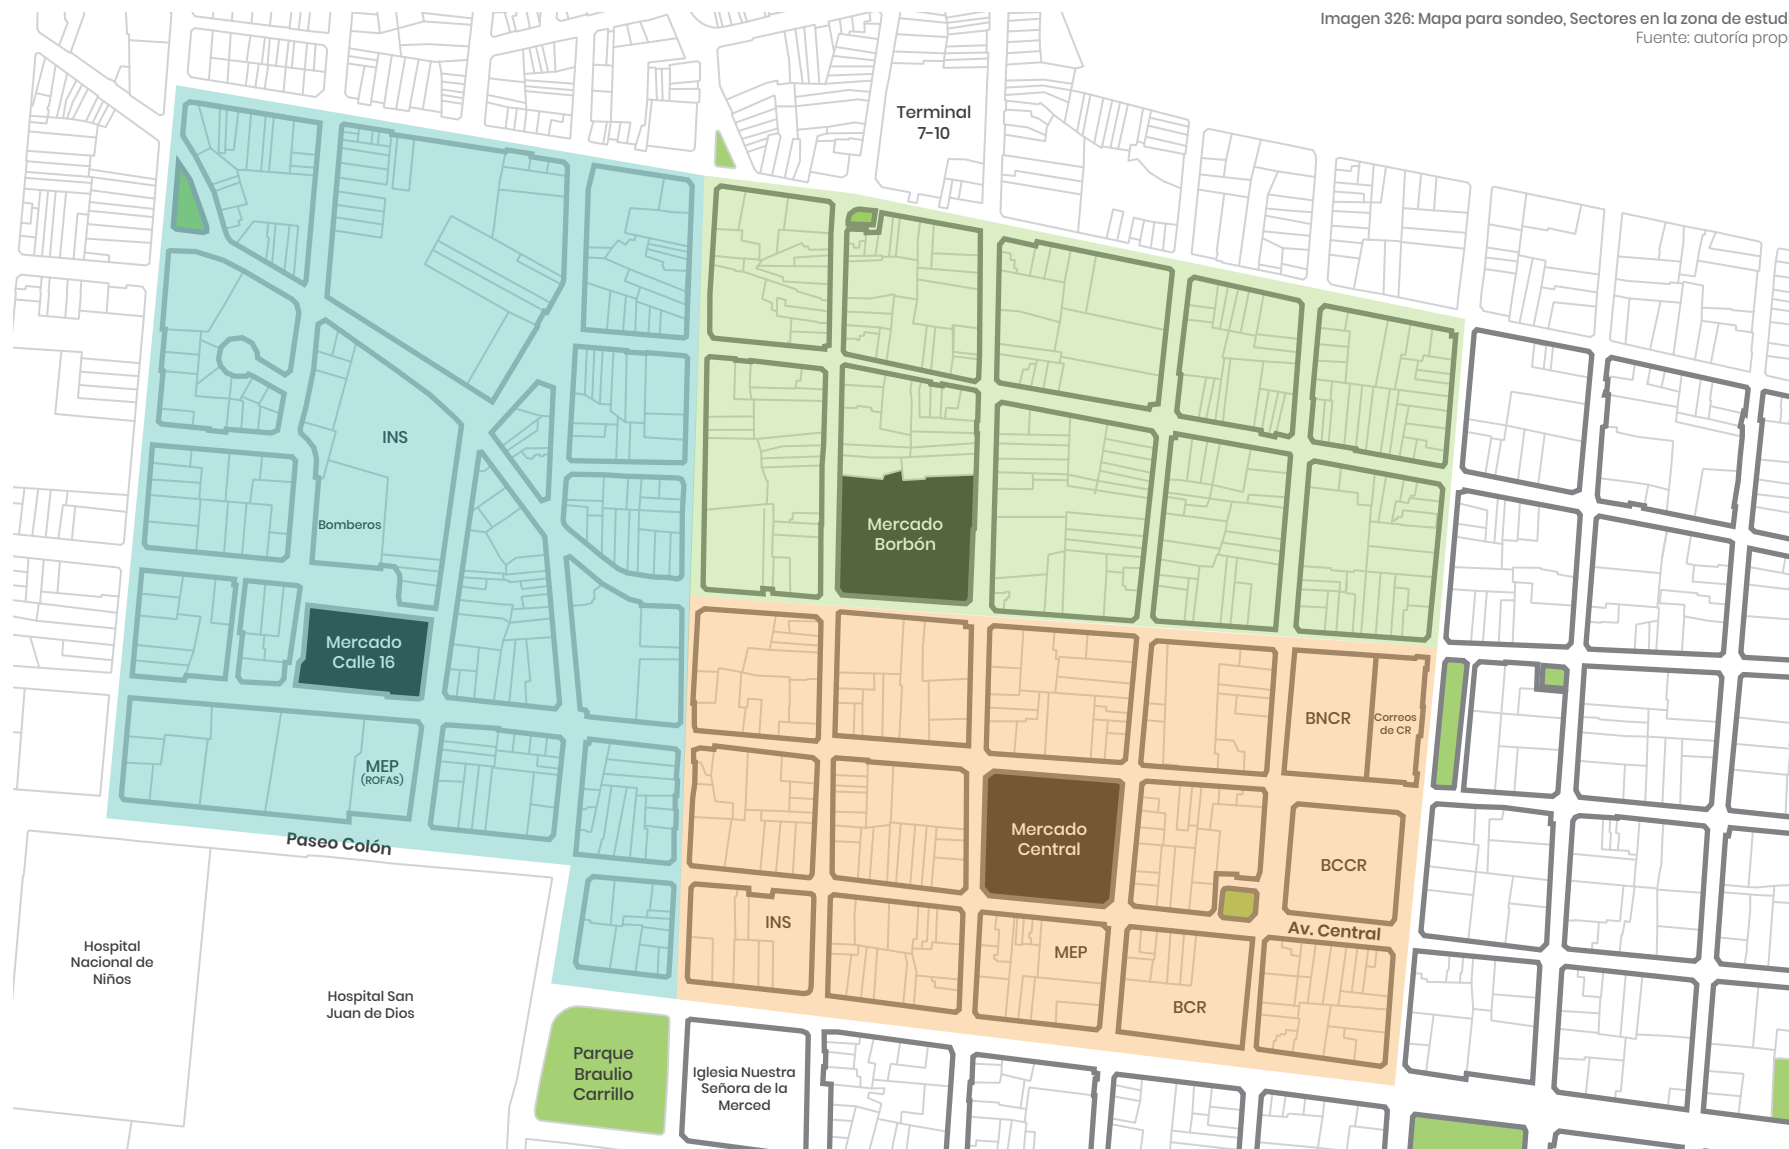 Imagen 326: Mapa para sondeo, Sectores en la zona de estud
Fuente: autoría prop
Terminal
7-10
INS
Bomberos
Mercado
Borbón
Mercado
Calle 16
BNCR
Correos
de CR
MEP
(ROFAS)
Paseo Colón
Mercado
Central
BCCR
INS
Av. Central
MEP
BCR
Hospital
Nacional de
Niños
Hospital San
Juan de Dios
Parque
Braulio
Carrillo
Iglesia Nuestra
Señora de la
Merced